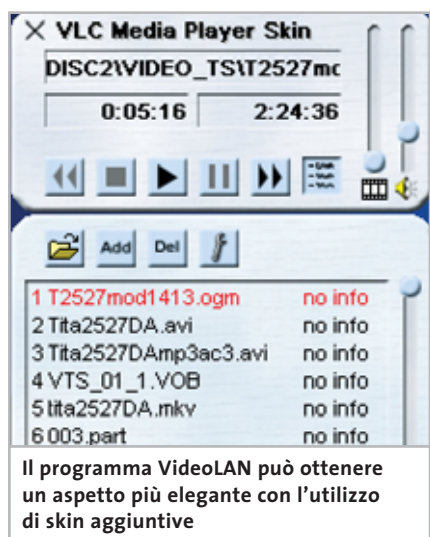 VLC Media Player Skin
DISC2\VIDEO_TS\T2527mc
0:05:16 2:24:36
Add Del
1 T2527mod1413.ogm no info
2 Tita2527DA.avi no info
3 Tita2527DAmp3ac3.avi no info
4 VTS_01_1.VOB no info
5 tita2527DA.mkv no info
6 003.part no info
Il programma VideoLAN può ottenere
un aspetto più elegante con l'utilizzo
di skin aggiuntive